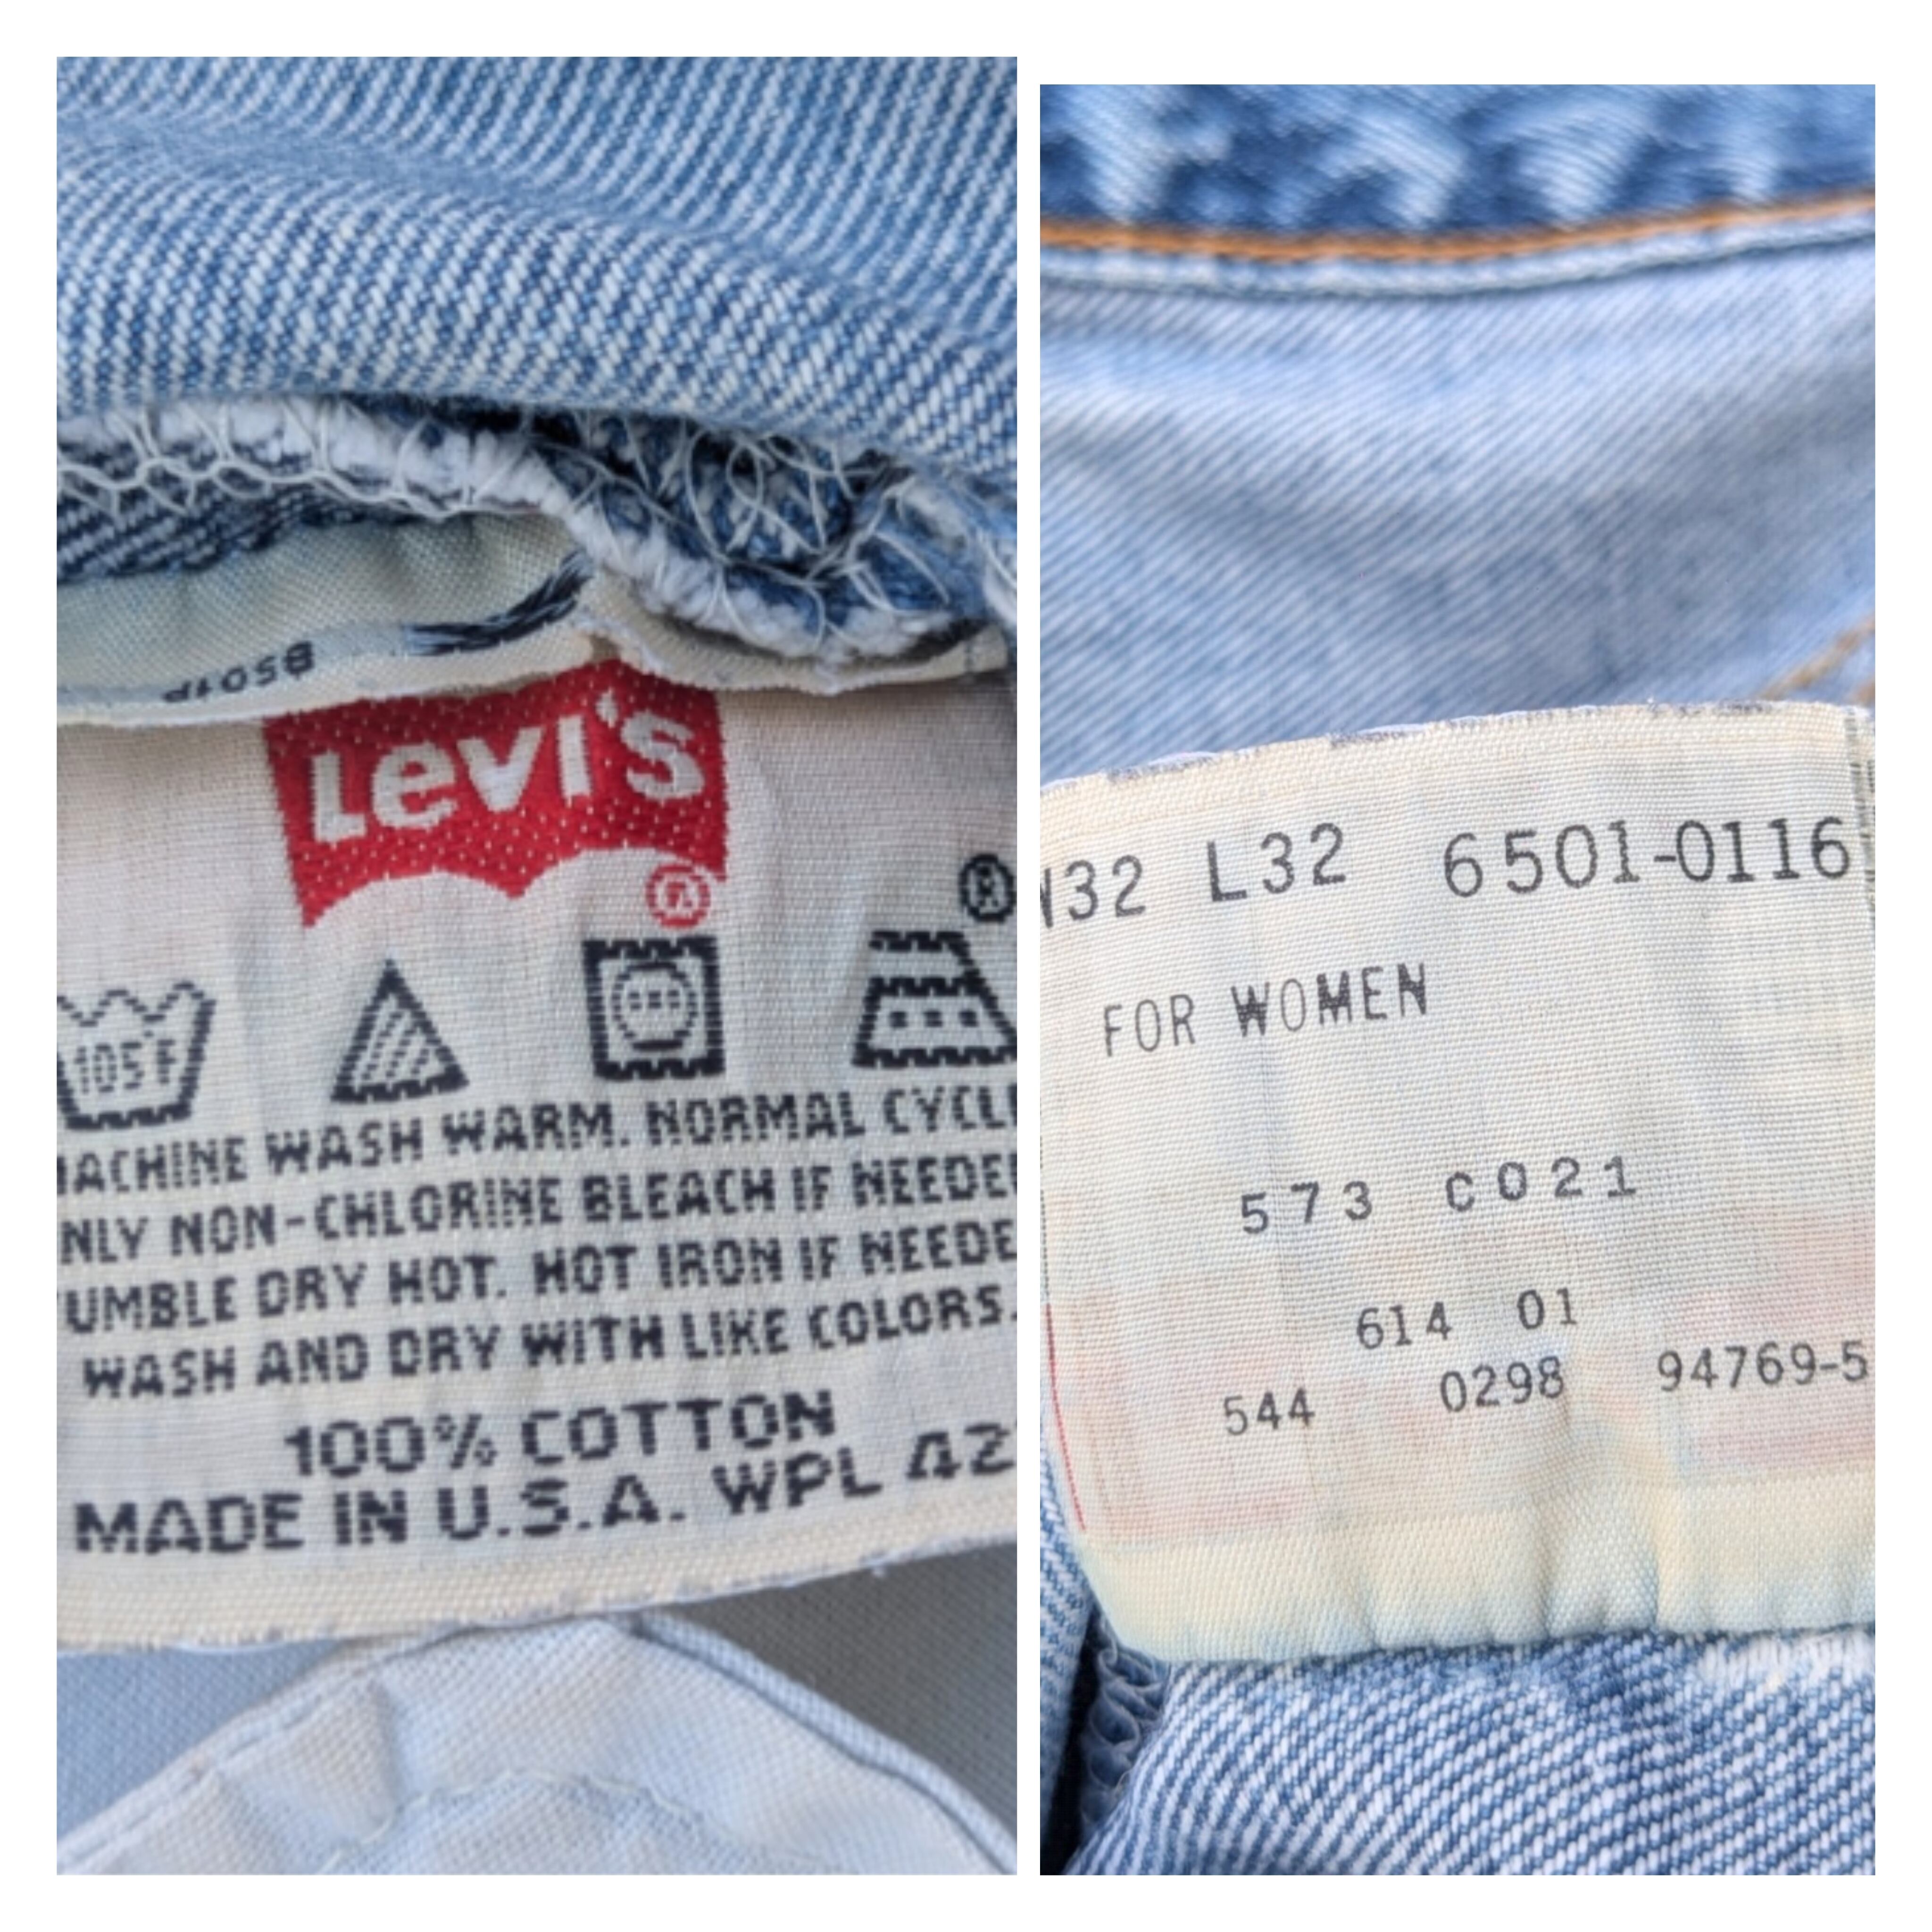 Levi's
®
®
105°F
MACHINE WASH WARM. NORMAL CYCL
NLY NON-CHLORINE BLEACH IF NEEDED
UMBLE DRY HOT. HOT IRON IF NEEDE
WASH AND DRY WITH LIKE COLORS.
100% COTTON
MADE IN U.S.A. WPL 42
W32 L32 6501-0116
FOR WOMEN
573 C021
614 01
544 0298 94769-5